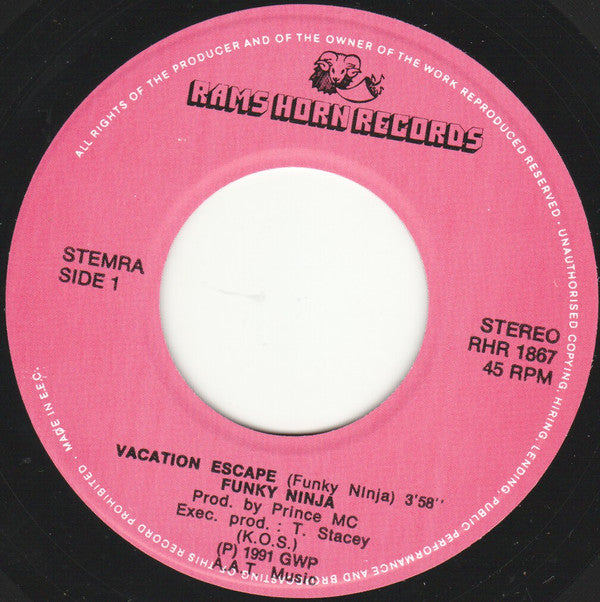 ALL RIGHTS OF THE PRODUCER AND OF THE OWNER OF THE WORK REPRODUCED RESERVED · UNAUTHORISED COPYING, HIRING, LENDING, PUBLIC PERFORMANCE AND BROADCASTING OF THIS RECORD PROHIBITED · MADE IN E.E.C.
RAMS HORN RECORDS
STEMRA
SIDE 1
STEREO
RHR 1867
45 RPM
VACATION ESCAPE (Funky Ninja) 3'58''
FUNKY NINJA
Prod. by Prince MC
Exec. prod. : T. Stacey
(K.O.S.)
(P) 1991 GWP
A.A.T. Music